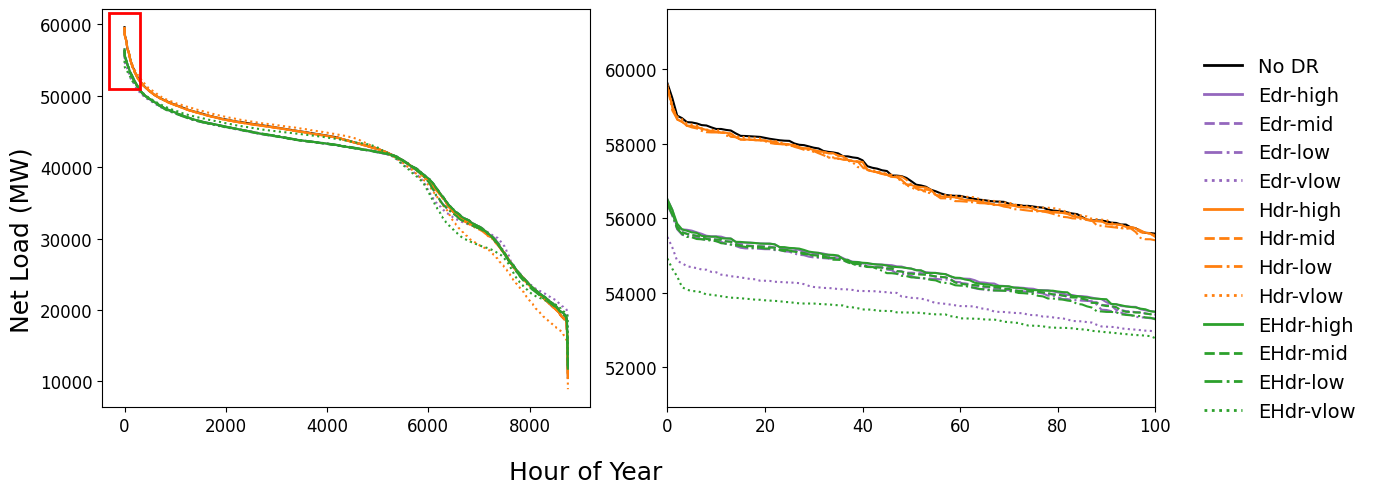 Net Load (MW)
60000
50000
40000
30000
20000
10000
0
2000
4000
6000
8000
60000
58000
56000
54000
52000
0
20
40
60
80
100
Hour of Year
No DR
Edr-high
Edr-mid
Edr-low
Edr-vlow
Hdr-high
Hdr-mid
Hdr-low
Hdr-vlow
EHdr-high
EHdr-mid
EHdr-low
EHdr-vlow